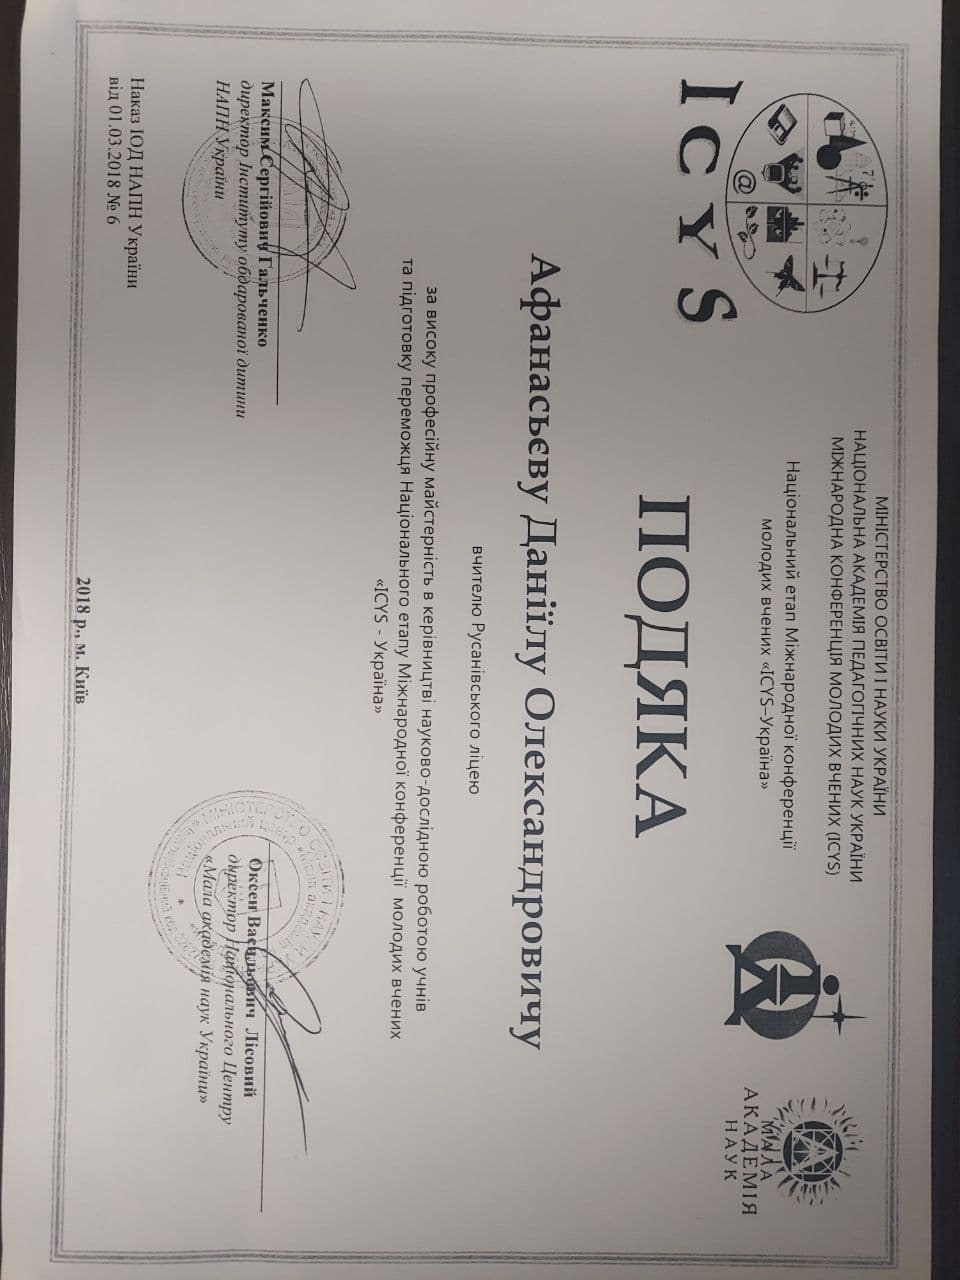 МІНІСТЕРСТВО ОСВІТИ І НАУКИ УКРАЇНИ
НАЦІОНАЛЬНА АКАДЕМІЯ ПЕДАГОГІЧНИХ НАУК УКРАЇНИ
МІЖНАРОДНА КОНФЕРЕНЦІЯ МОЛОДИХ ВЧЕНИХ (ICYS)
@
I C Y S
МАЛА
АКАДЕМІЯ
НАУК
Національний етап Міжнародної конференції
молодих вчених «ICYS–Україна»
ПОДЯКА
Афанасьєву Даніїлу Олександровичу
вчителю Русанівського ліцею
за високу професійну майстерність в керівництві науково-дослідною роботою учнів
та підготовку переможця Національного етапу Міжнародної конференції молодих вчених
«ICYS - Україна»
Максим Сергійович Гальченко
директор Інституту обдарованої дитини
НАПН України
Оксен Васильович Лісовий
директор Національного Центру
«Мала академія наук України»
Наказ ІОД НАПН України
від 01.03.2018 № 6
2018 р., м. Київ